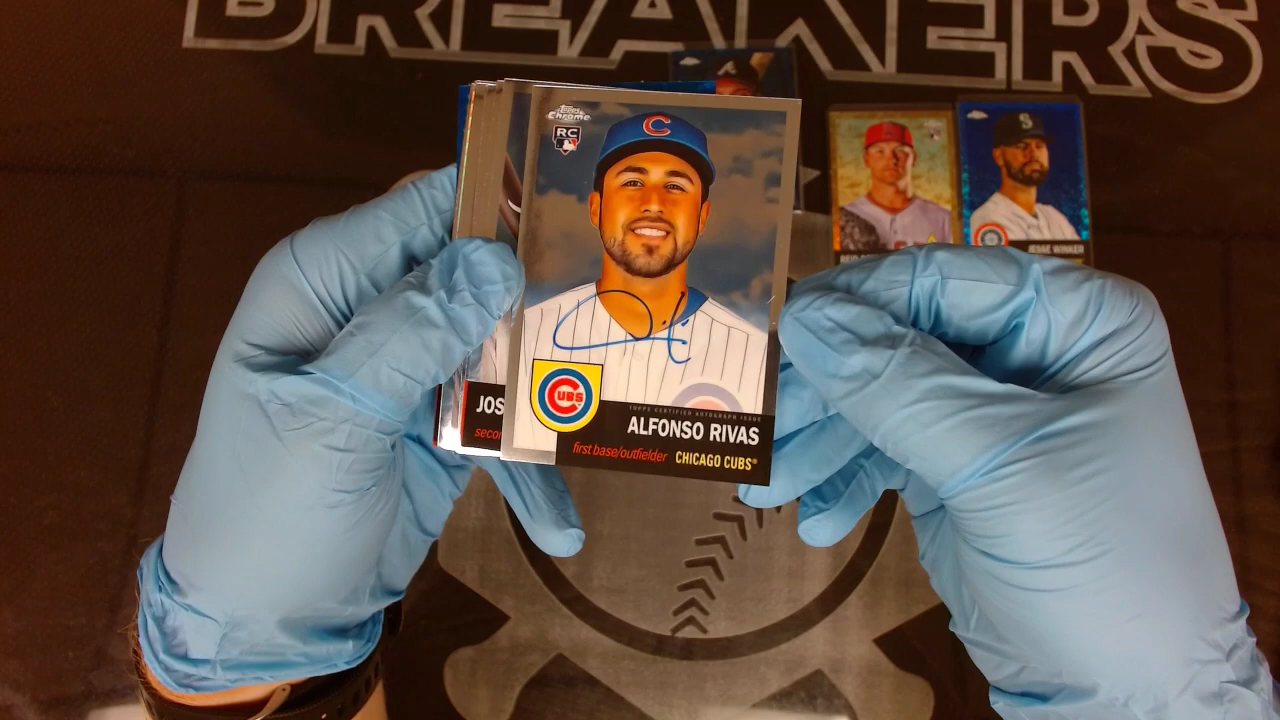 BREAKERS
Topps
Chrome
RC
C
S
JESSE WINKER
CUBS
TOPPS CERTIFIED AUTOGRAPH ISSUE
ALFONSO RIVAS
first base/outfielder CHICAGO CUBS®
JOS
secon
REID